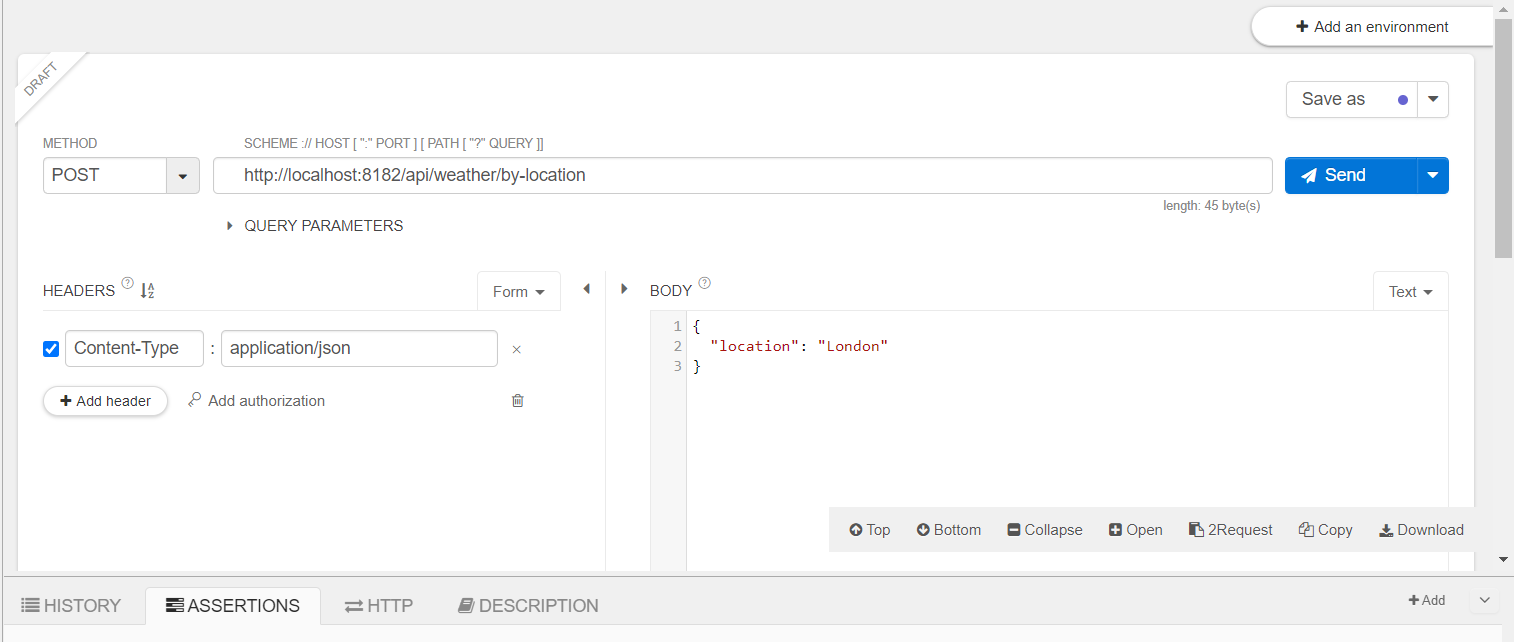 Add an environment
DRAFT
Save as
METHOD
SCHEME :// HOST [ ":" PORT ] [ PATH [ "?" QUERY ]]
POST
http://localhost:8182/api/weather/by-location
Send
length: 45 byte(s)
QUERY PARAMETERS
HEADERS ? Form
BODY ? Text
Content-Type : application/json ×
Add header
Add authorization
1 {
2 "location": "London"
3 }
Top Bottom Collapse Open 2Request Copy Download
HISTORY ASSERTIONS HTTP DESCRIPTION
Add